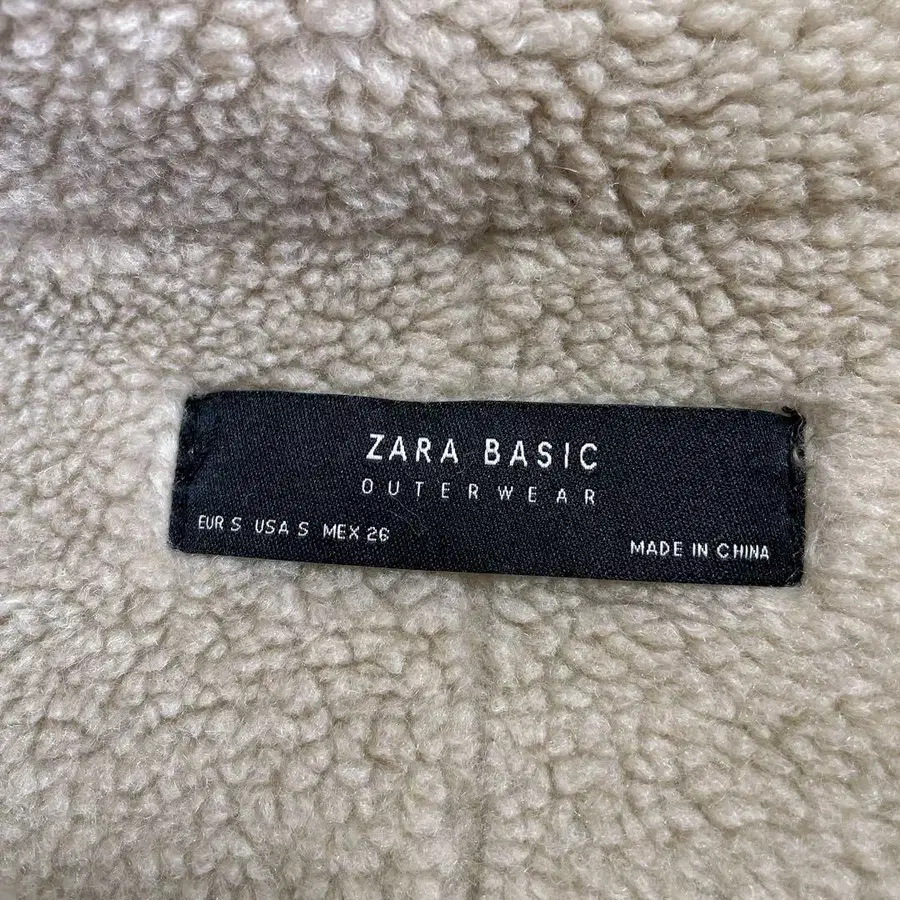 ZARA BASIC
OUTERWEAR
EUR S USA S MEX 26
MADE IN CHINA